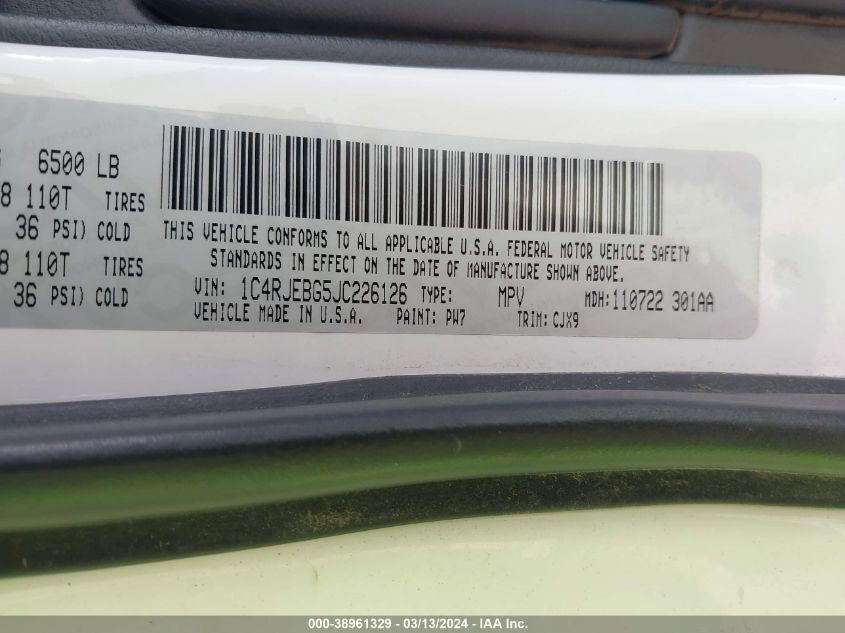 6500 LB
8 110T TIRES
36 PSI) COLD
8 110T TIRES
36 PSI) COLD
THIS VEHICLE CONFORMS TO ALL APPLICABLE U.S.A. FEDERAL MOTOR VEHICLE SAFETY
STANDARDS IN EFFECT ON THE DATE OF MANUFACTURE SHOWN ABOVE.
VIN: 1C4RJEBG5JC226126 TYPE: MPV MDH: 110722 301AA
VEHICLE MADE IN U.S.A. PAINT: PW7 TRIM: CJX9
000-38961329 — 03/13/2024 — IAA Inc.